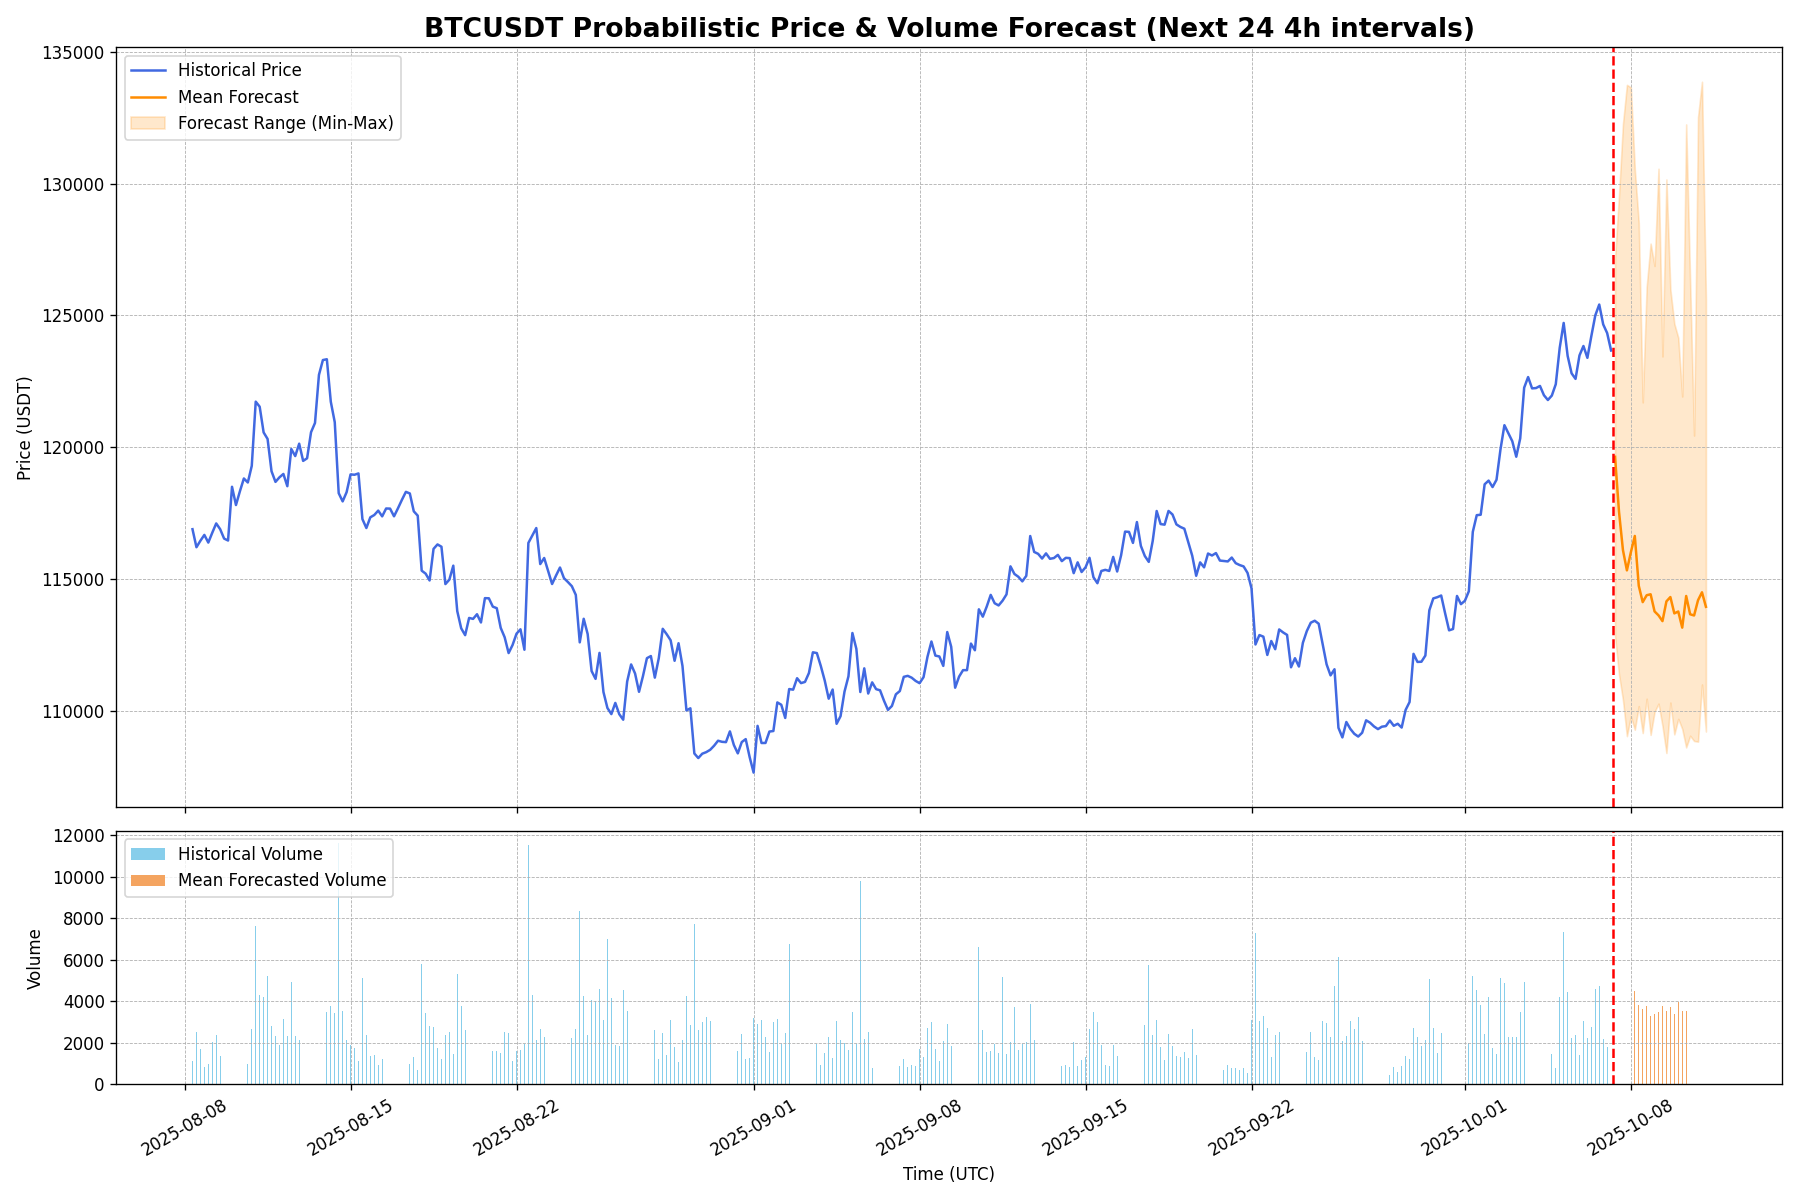 BTCUSDT Probabilistic Price & Volume Forecast (Next 24 4h intervals)
135000
130000
125000
120000
115000
110000
Price (USDT)
Historical Price
Mean Forecast
Forecast Range (Min-Max)
12000
10000
8000
6000
4000
2000
0
Volume
Historical Volume
Mean Forecasted Volume
2025-08-08
2025-08-15
2025-08-22
2025-09-01
2025-09-08
2025-09-15
2025-09-22
2025-10-01
2025-10-08
Time (UTC)